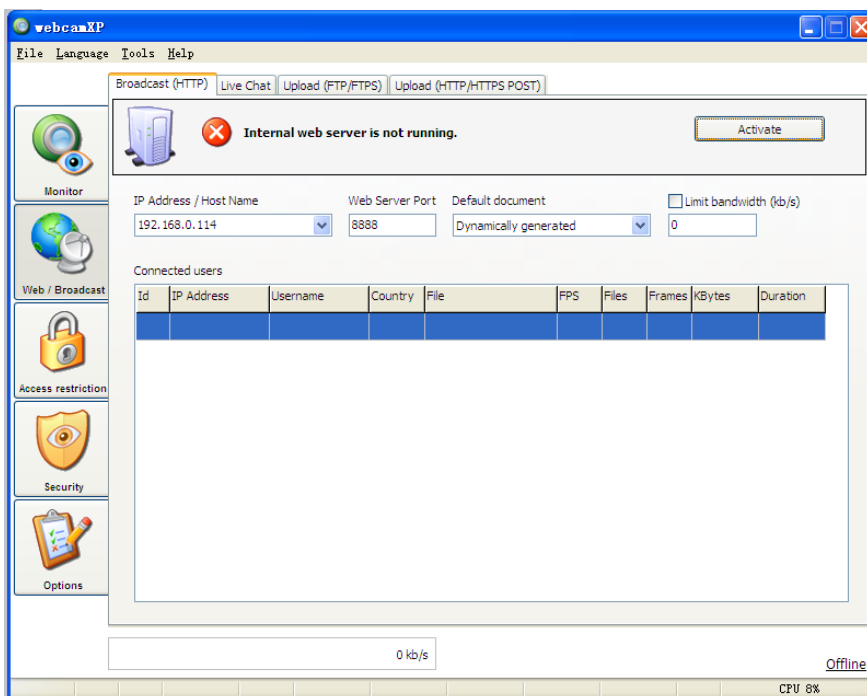 webcamXP
File Language Tools Help
Broadcast (HTTP) Live Chat Upload (FTP/FTPS) Upload (HTTP/HTTPS POST)
Internal web server is not running.
Activate
Monitor
IP Address / Host Name Web Server Port Default document Limit bandwidth (kb/s)
192.168.0.114 8888 Dynamically generated 0
Web / Broadcast
Connected users
Id IP Address Username Country File FPS Files Frames KBytes Duration
Access restriction
Security
Options
0 kb/s
Offline
CPU 8%